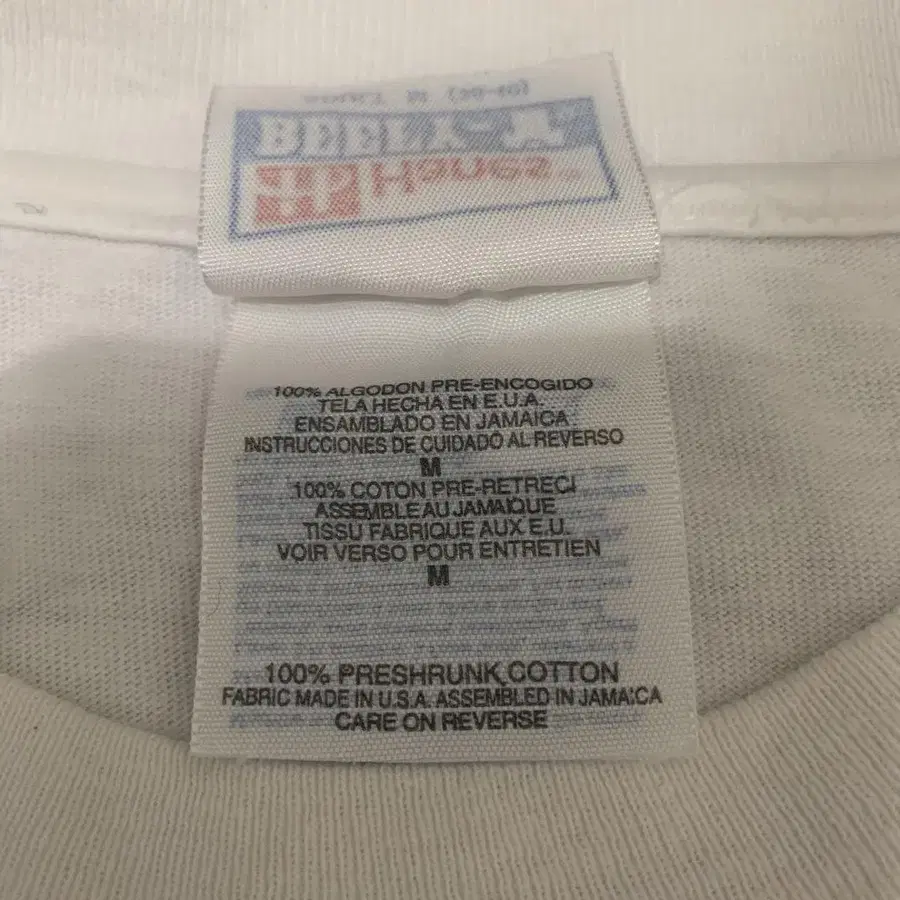 BEEFY-T
Hanes
100% ALGODON PRE-ENCOGIDO
TELA HECHA EN E.U.A.
ENSAMBLADO EN JAMAICA
INSTRUCCIONES DE CUIDADO AL REVERSO
M
100% COTON PRE-RETRECI
ASSEMBLE AU JAMAIQUE
TISSU FABRIQUE AUX E.U.
VOIR VERSO POUR ENTRETIEN
M
100% PRESHRUNK COTTON
FABRIC MADE IN U.S.A. ASSEMBLED IN JAMAICA
CARE ON REVERSE